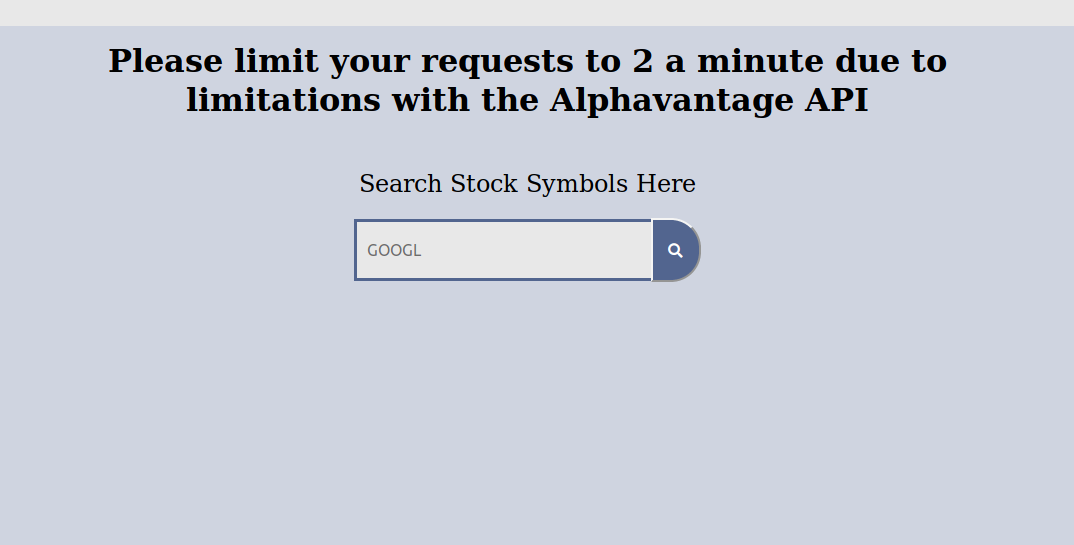 Please limit your requests to 2 a minute due to
limitations with the Alphavantage API
Search Stock Symbols Here
GOOGL